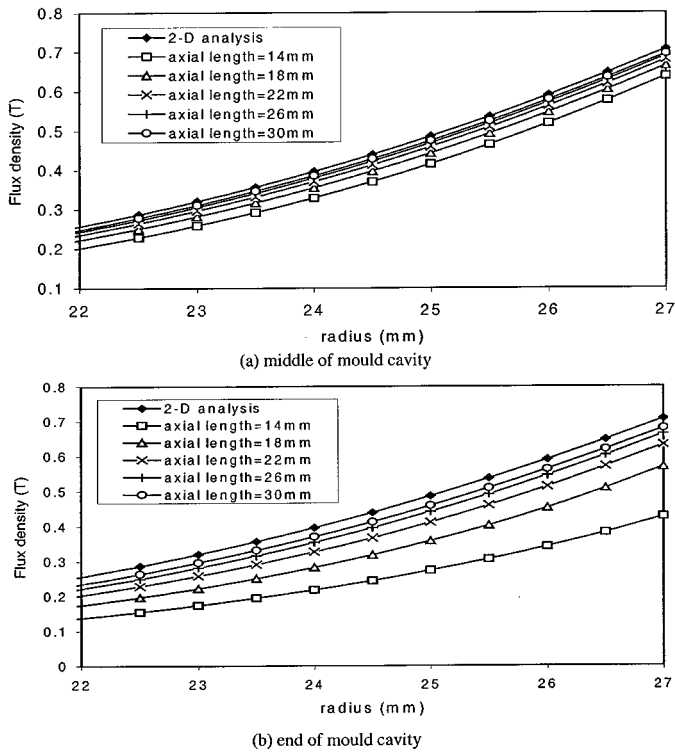 0.8
0.7
0.6
0.5
0.4
0.3
0.2
0.1
Flux density (T)
2-D analysis
axial length=14mm
axial length=18mm
axial length=22mm
axial length=26mm
axial length=30mm
22 23 24 25 26 27
radius (mm)
(a) middle of mould cavity
0.8
0.7
0.6
0.5
0.4
0.3
0.2
0.1
0
Flux density (T)
2-D analysis
axial length=14mm
axial length=18mm
axial length=22mm
axial length=26mm
axial length=30mm
22 23 24 25 26 27
radius (mm)
(b) end of mould cavity